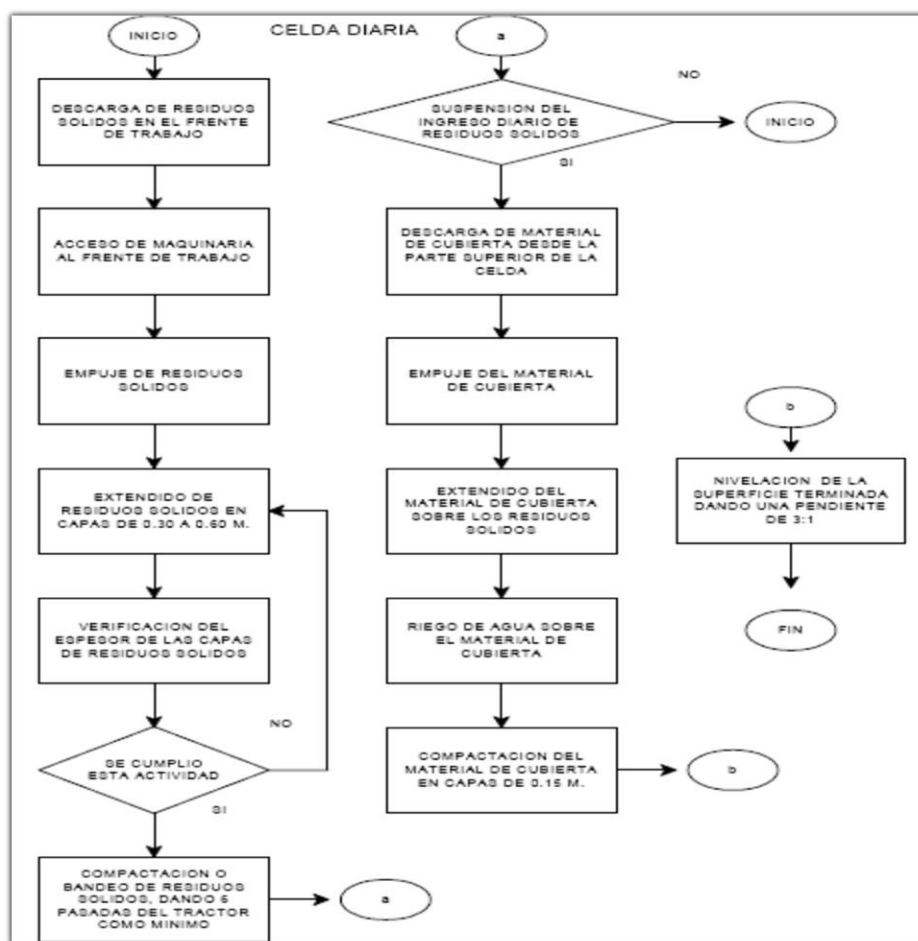 CELDA DIARIA
INICIO
DESCARGA DE RESIDUOS
SOLIDOS EN EL FRENTE
DE TRABAJO
ACCESO DE MAQUINARIA
AL FRENTE DE TRABAJO
EMPUJE DE RESIDUOS
SOLIDOS
EXTENDIDO DE
RESIDUOS SOLIDOS EN
CAPAS DE 0.30 A 0.60 M.
VERIFICACION DEL
ESPESOR DE LAS CAPAS
DE RESIDUOS SOLIDOS
NO
SE CUMPLIO
ESTA ACTIVIDAD
SI
COMPACTACION O
BANDEO DE RESIDUOS
SOLIDOS, DANDO 6
PASADAS DEL TRACTOR
COMO MINIMO
a
a
NO
SUSPENSION DEL
INGRESO DIARIO DE
RESIDUOS SOLIDOS
INICIO
SI
DESCARGA DE MATERIAL
DE CUBIERTA DESDE LA
PARTE SUPERIOR DE LA
CELDA
EMPUJE DEL MATERIAL
DE CUBIERTA
EXTENDIDO DEL
MATERIAL DE CUBIERTA
SOBRE LOS RESIDUOS
SOLIDOS
RIEGO DE AGUA SOBRE
EL MATERIAL DE
CUBIERTA
COMPACTACION DEL
MATERIAL DE CUBIERTA
EN CAPAS DE 0.15 M.
b
b
NIVELACION DE LA
SUPERFICIE TERMINADA
DANDO UNA PENDIENTE
DE 3:1
FIN